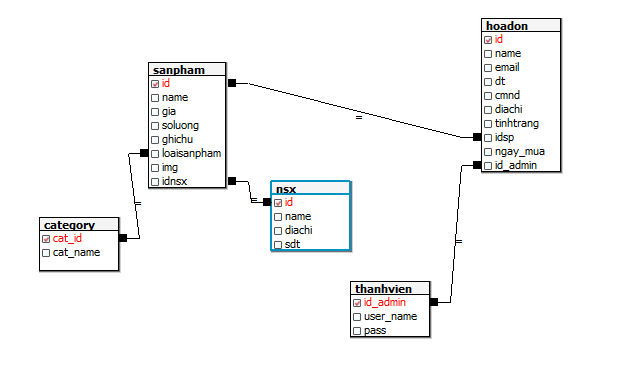 hoadon
id
name
email
dt
cmnd
diachi
tinhtrang
idsp
ngay_mua
id_admin
sanpham
id
name
gia
soluong
ghichu
loaisanpham
img
idnsx
=
=
=
=
nsx
id
name
diachi
sdt
category
cat_id
cat_name
thanhvien
id_admin
user_name
pass